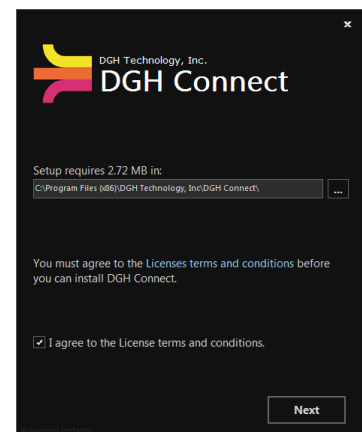 x
DGH Technology, Inc.
DGH Connect
Setup requires 2.72 MB in:
C:\Program Files (x86)\DGH Technology, Inc\DGH Connect\
...
You must agree to the Licenses terms and conditions before
you can install DGH Connect.
I agree to the License terms and conditions.
Next
Advanced Installer